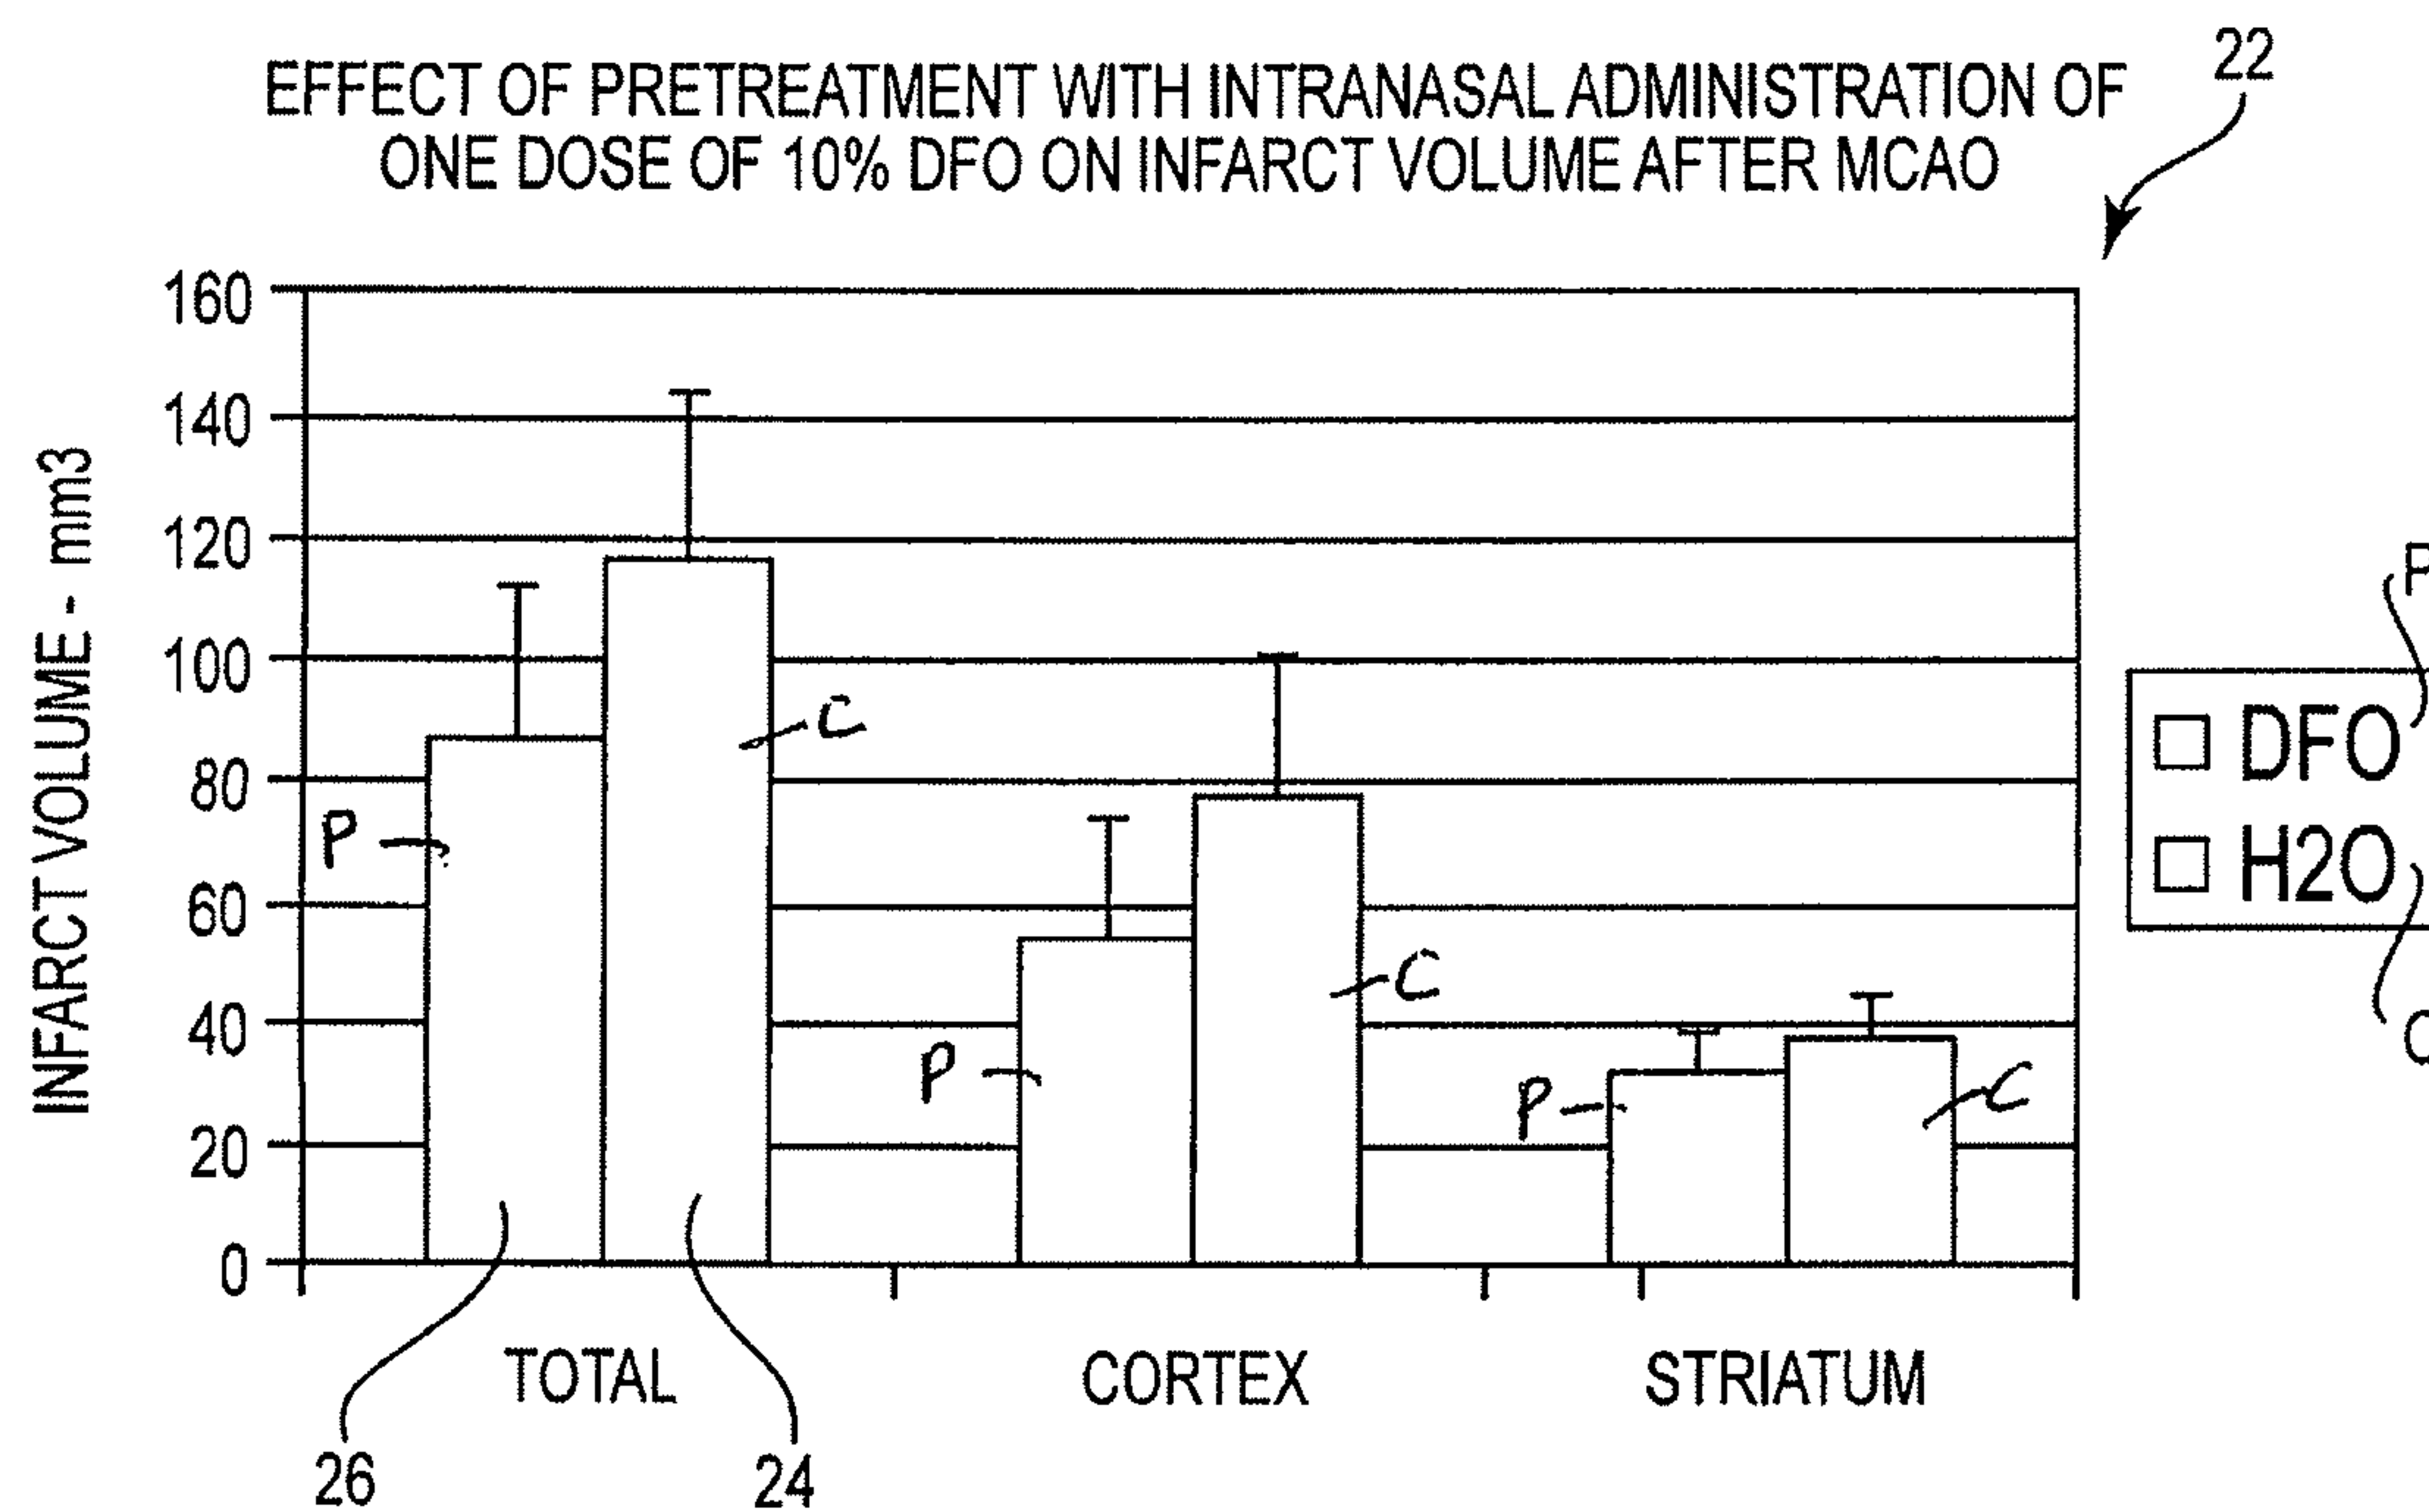 22
EFFECT OF PRETREATMENT WITH INTRANASAL ADMINISTRATION OF
ONE DOSE OF 10% DFO ON INFARCT VOLUME AFTER MCAO
INFARCT VOLUME - mm3
160
140
120
100
80
60
40
20
0
P
C
P
C
P
C
P
DFO
H2O
C
TOTAL
CORTEX
STRIATUM
26
24